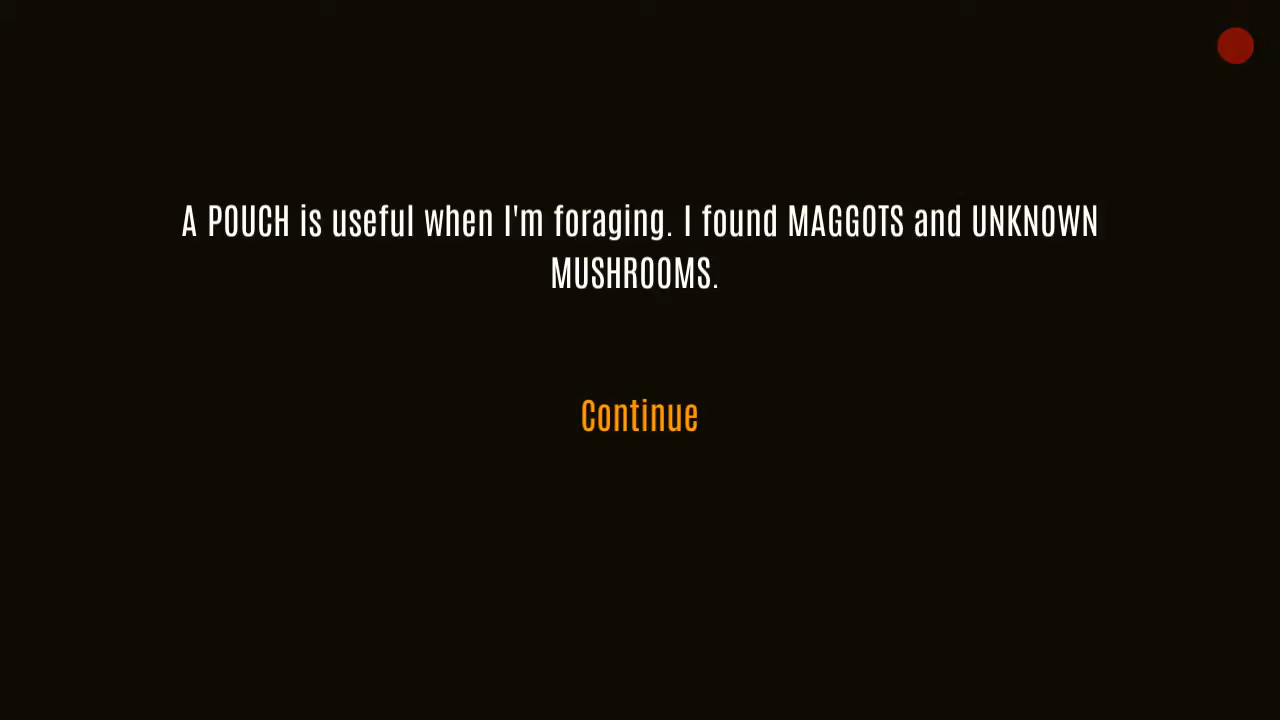 A POUCH is useful when I'm foraging. I found MAGGOTS and UNKNOWN
MUSHROOMS.
Continue